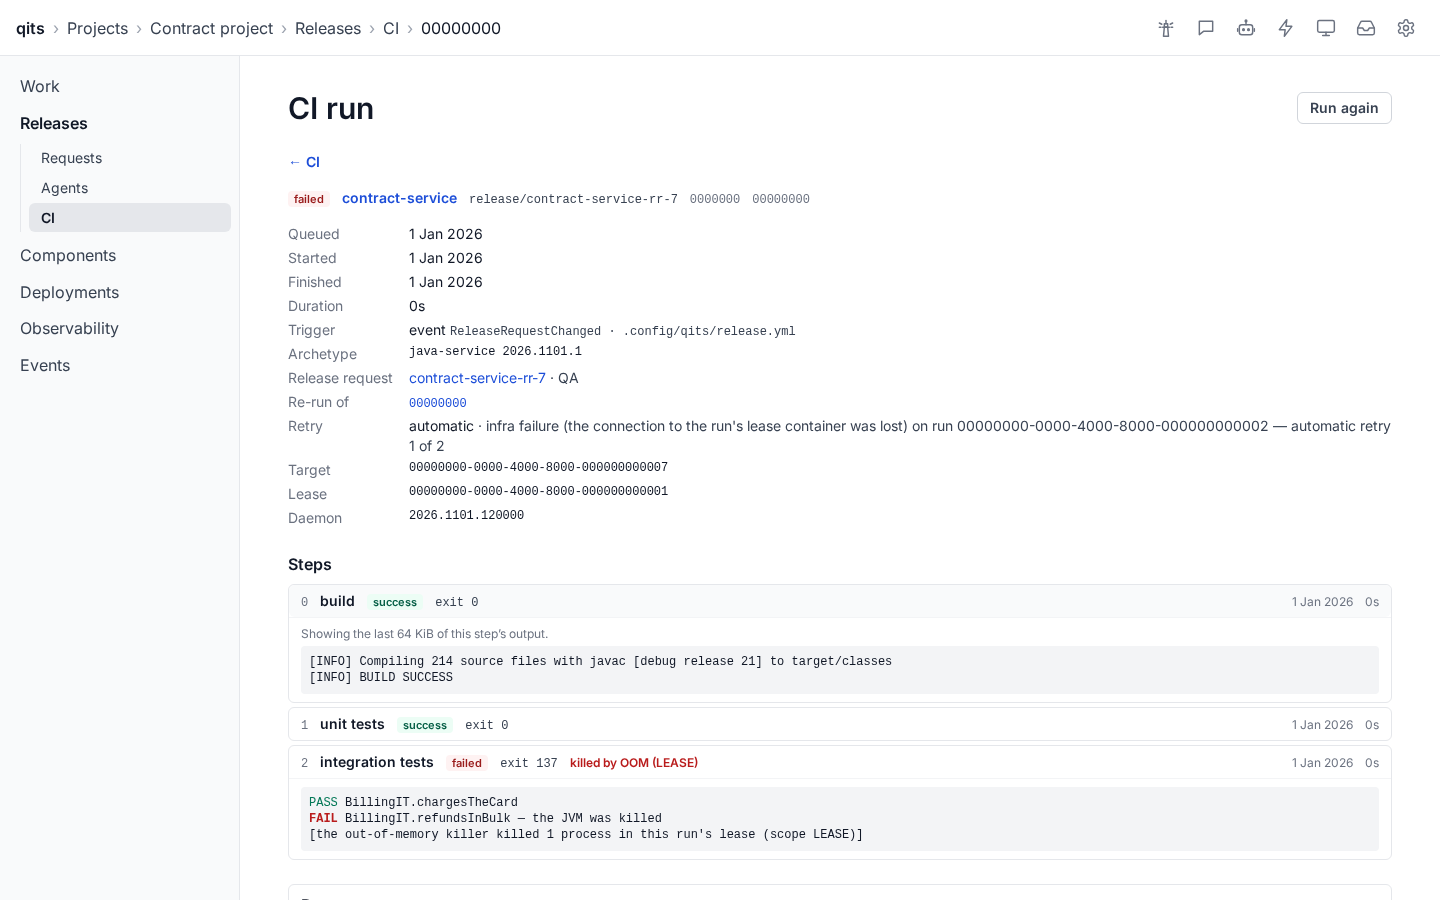 qits › Projects › Contract project › Releases › CI › 00000000
Work
Releases
Requests
Agents
CI
Components
Deployments
Observability
Events
CI run
Run again
← CI
failed contract-service release/contract-service-rr-7 0000000 00000000
Queued 1 Jan 2026
Started 1 Jan 2026
Finished 1 Jan 2026
Duration 0s
Trigger event ReleaseRequestChanged · .config/qits/release.yml
Archetype java-service 2026.1101.1
Release request contract-service-rr-7 · QA
Re-run of 00000000
Retry automatic · infra failure (the connection to the run's lease container was lost) on run 00000000-0000-4000-8000-000000000002 — automatic retry
1 of 2
Target 00000000-0000-4000-8000-000000000007
Lease 00000000-0000-4000-8000-000000000001
Daemon 2026.1101.120000
Steps
0 build success exit 0 1 Jan 2026 0s
Showing the last 64 KiB of this step’s output.
[INFO] Compiling 214 source files with javac [debug release 21] to target/classes
[INFO] BUILD SUCCESS
1 unit tests success exit 0 1 Jan 2026 0s
2 integration tests failed exit 137 killed by OOM (LEASE) 1 Jan 2026 0s
PASS BillingIT.chargesTheCard
FAIL BillingIT.refundsInBulk — the JVM was killed
[the out-of-memory killer killed 1 process in this run's lease (scope LEASE)]